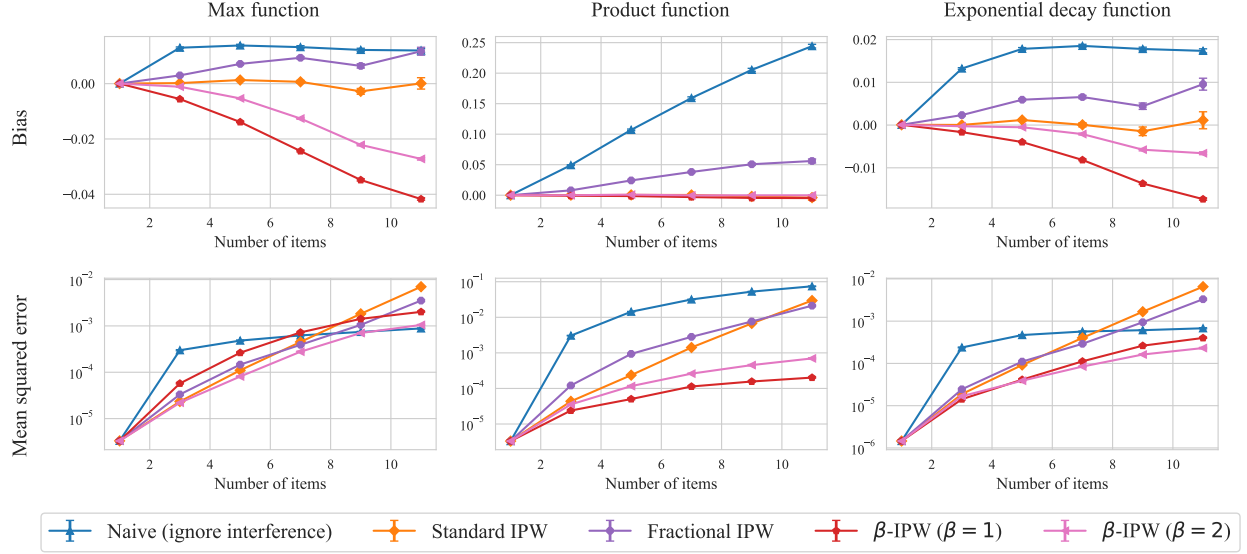 Max function
Product function
Exponential decay function
Bias
0.00
−0.02
−0.04
2 4 6 8 10
Number of items
0.25
0.20
0.15
0.10
0.05
0.00
2 4 6 8 10
Number of items
0.02
0.01
0.00
−0.01
2 4 6 8 10
Number of items
Mean squared error
10⁻²
10⁻³
10⁻⁴
10⁻⁵
2 4 6 8 10
Number of items
10⁻¹
10⁻²
10⁻³
10⁻⁴
10⁻⁵
2 4 6 8 10
Number of items
10⁻²
10⁻³
10⁻⁴
10⁻⁵
10⁻⁶
2 4 6 8 10
Number of items
Naive (ignore interference)
Standard IPW
Fractional IPW
β-IPW (β = 1)
β-IPW (β = 2)